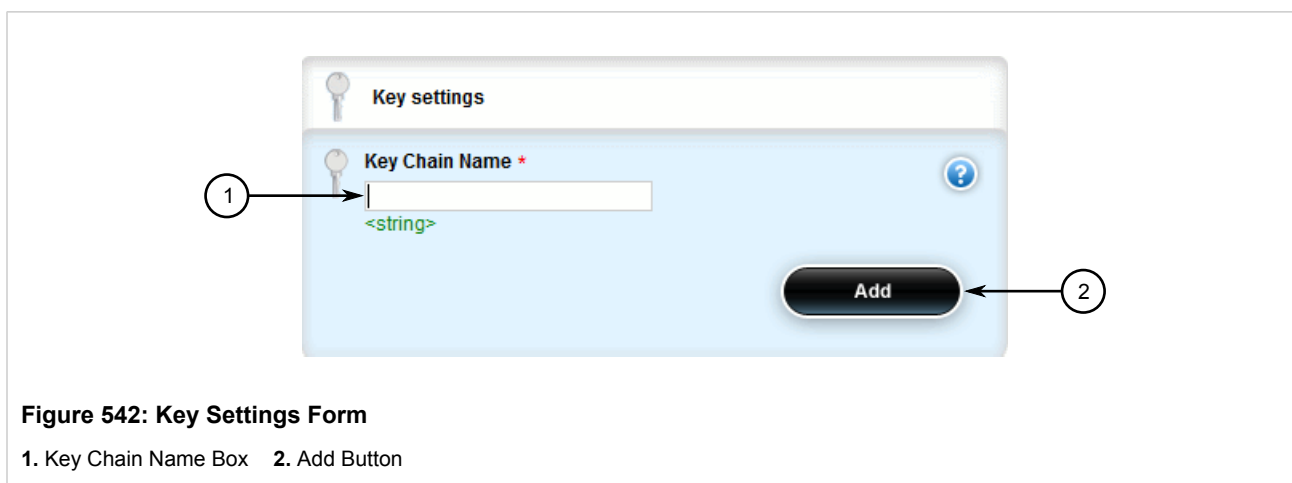 Key settings
Key Chain Name *
?
1
<string>
Add
2
Figure 542: Key Settings Form
1. Key Chain Name Box 2. Add Button